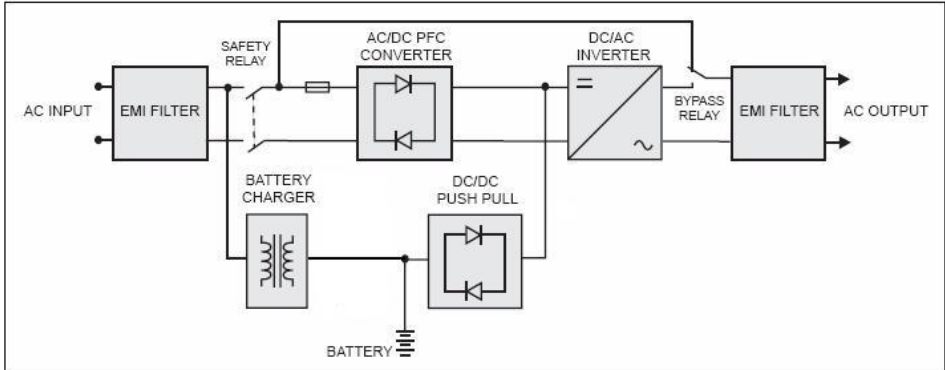 SAFETY
RELAY
AC/DC PFC
CONVERTER
DC/AC
INVERTER
AC INPUT
EMI FILTER
BYPASS
RELAY
EMI FILTER
AC OUTPUT
BATTERY
CHARGER
DC/DC
PUSH PULL
BATTERY